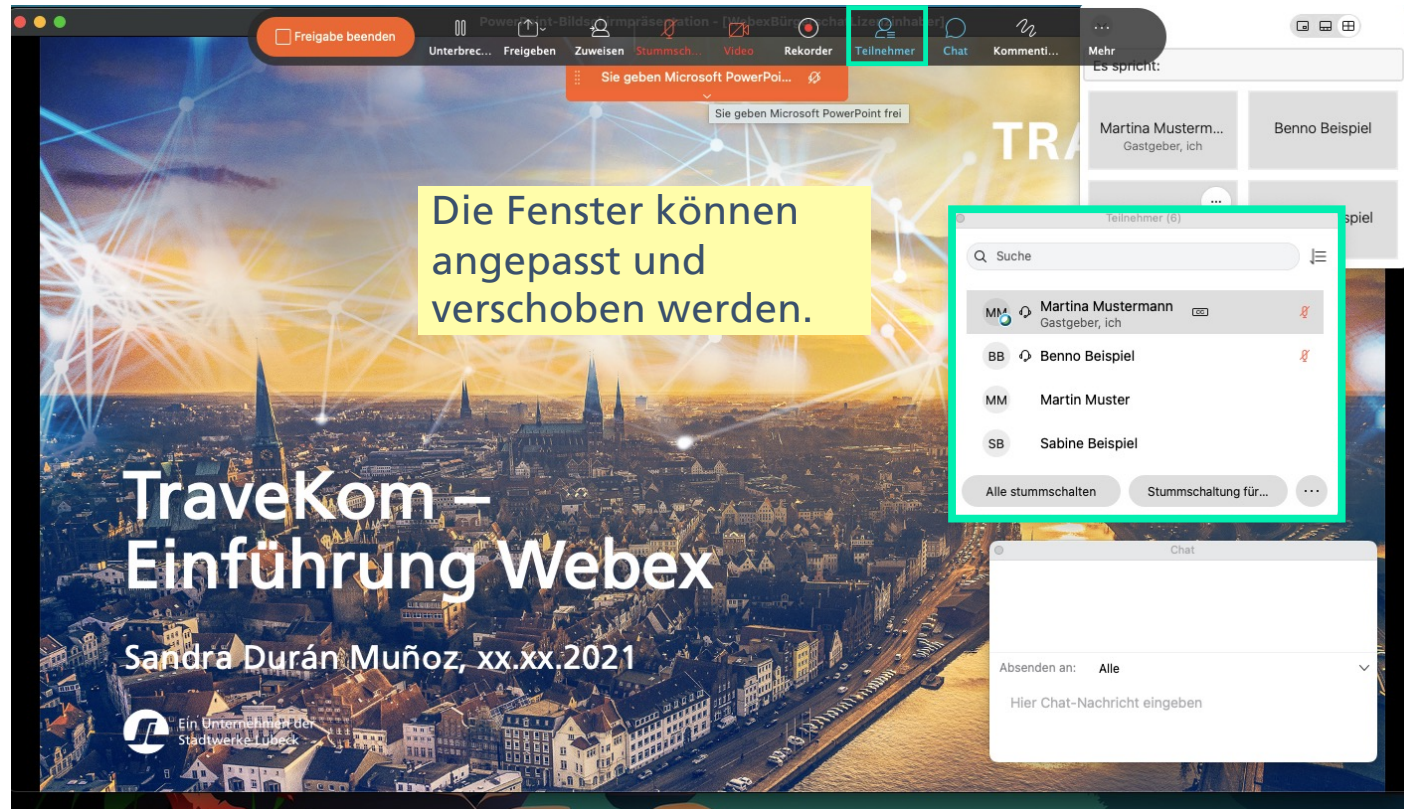 PowerPoint-Bildschirmpräsentation - [WebexBürgerschaftLizenzinhaber]
Freigabe beenden
Unterbrec... Freigeben Zuweisen Stummsch... Video Rekorder Teilnehmer Chat Kommenti... Mehr
Sie geben Microsoft PowerPoi...
Sie geben Microsoft PowerPoint frei
Es spricht:
Martina Musterm...
Gastgeber, ich
Benno Beispiel
spiel
TRA
Die Fenster können
angepasst und
verschoben werden.
Teilnehmer (6)
Suche
MM Martina Mustermann
Gastgeber, ich
BB Benno Beispiel
MM Martin Muster
SB Sabine Beispiel
Alle stummschalten Stummschaltung für... ...
TraveKom –
Einführung Webex
Sandra Durán Muñoz, xx.xx.2021
Ein Unternehmen der
Stadtwerke Lübeck
Chat
Absenden an: Alle
Hier Chat-Nachricht eingeben